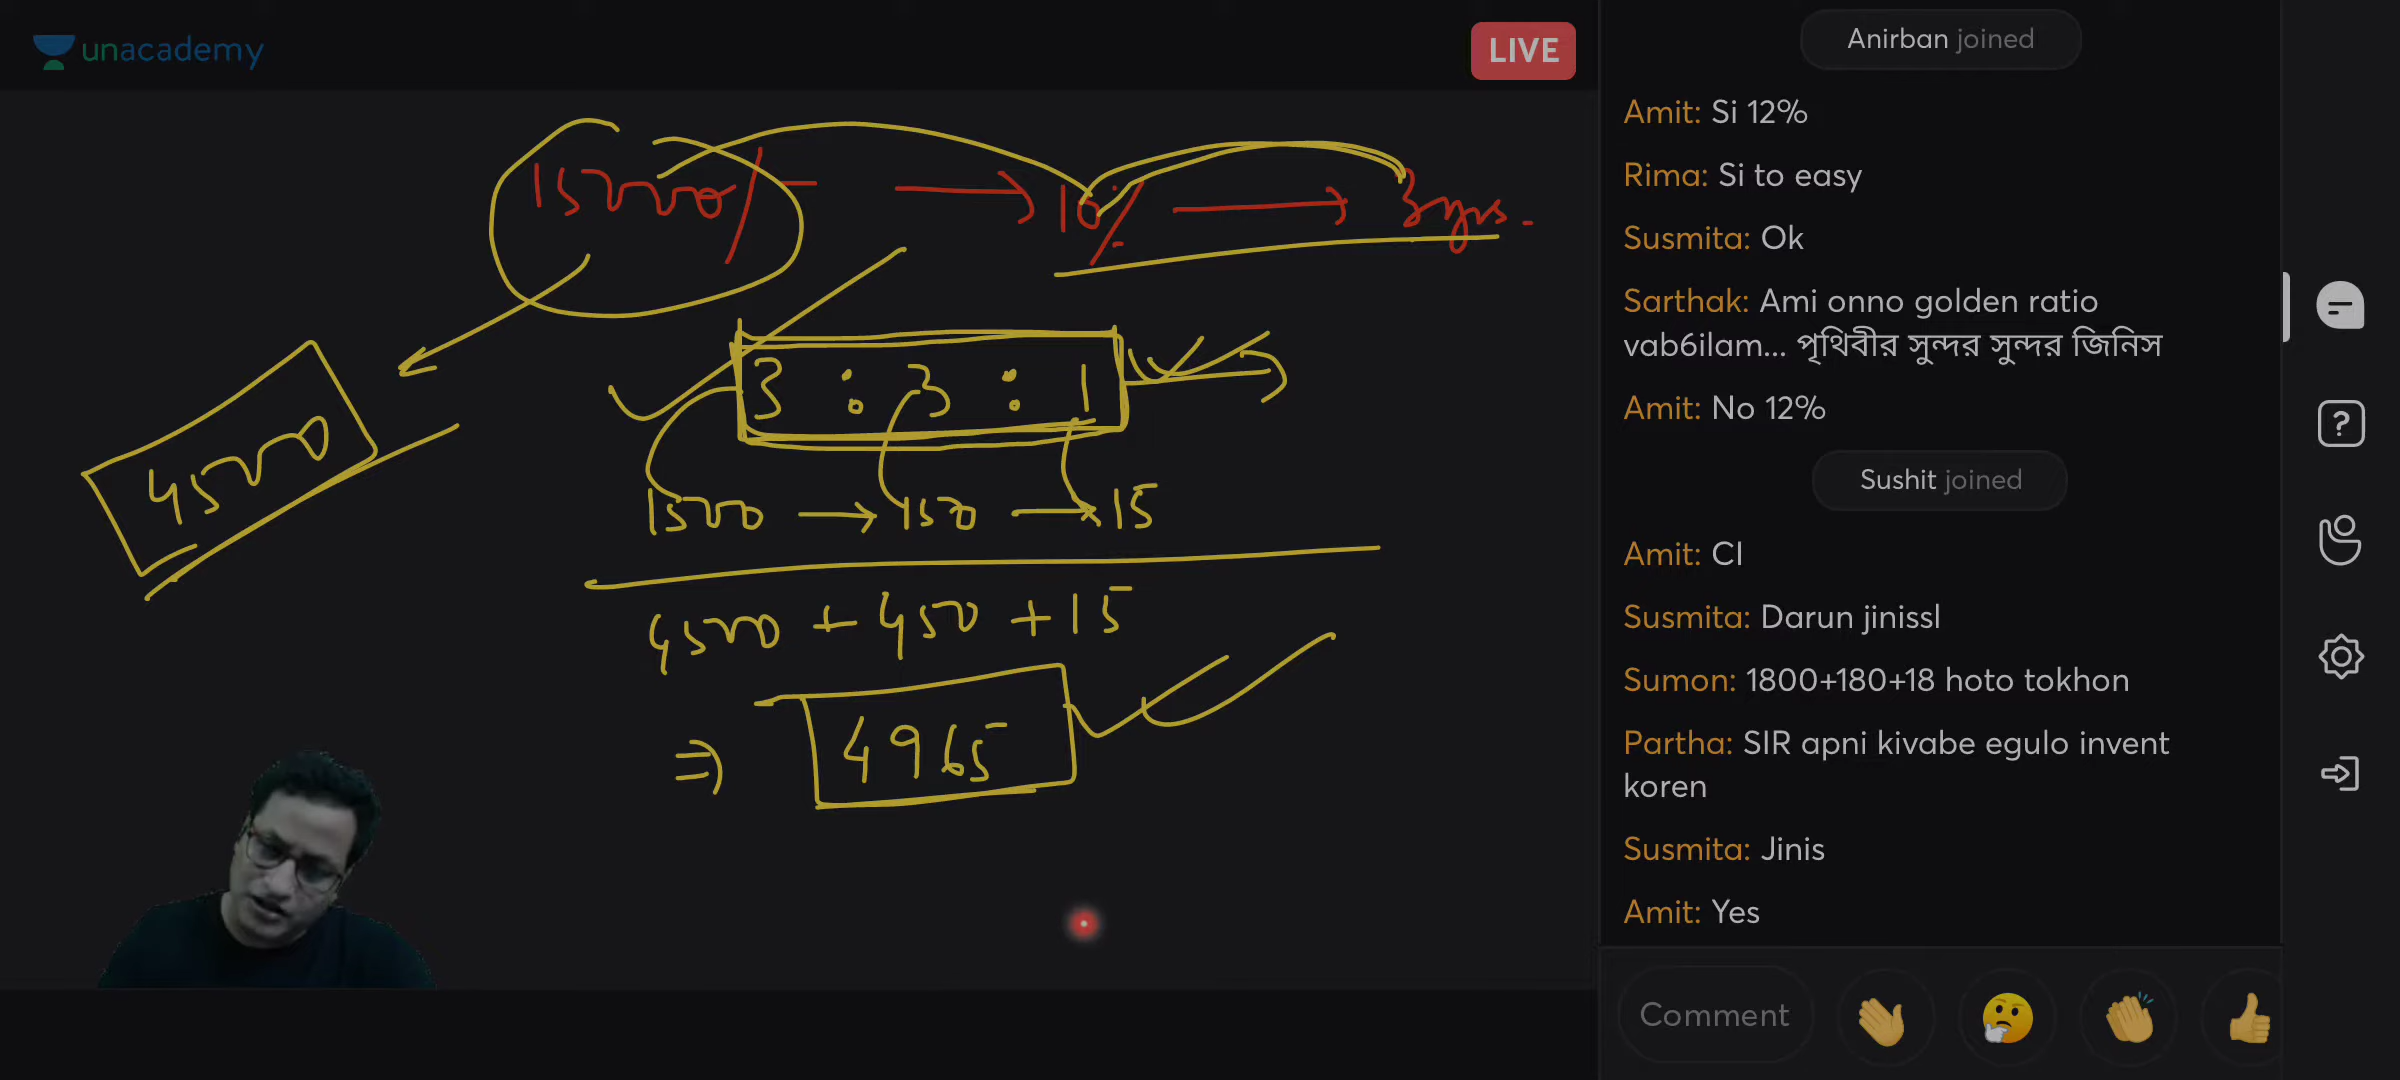 unacademy
LIVE
15000/- → 10% → 3 yrs.
3 : 3 : 1
4500
1500 → 150 → 15
4500 + 450 + 15
⇒ 4965
Anirban joined
Amit: Si 12%
Rima: Si to easy
Susmita: Ok
Sarthak: Ami onno golden ratio
vab6ilam... পৃথিবীর সুন্দর সুন্দর জিনিস
Amit: No 12%
Sushit joined
Amit: CI
Susmita: Darun jinissl
Sumon: 1800+180+18 hoto tokhon
Partha: SIR apni kivabe egulo invent
koren
Susmita: Jinis
Amit: Yes
Comment